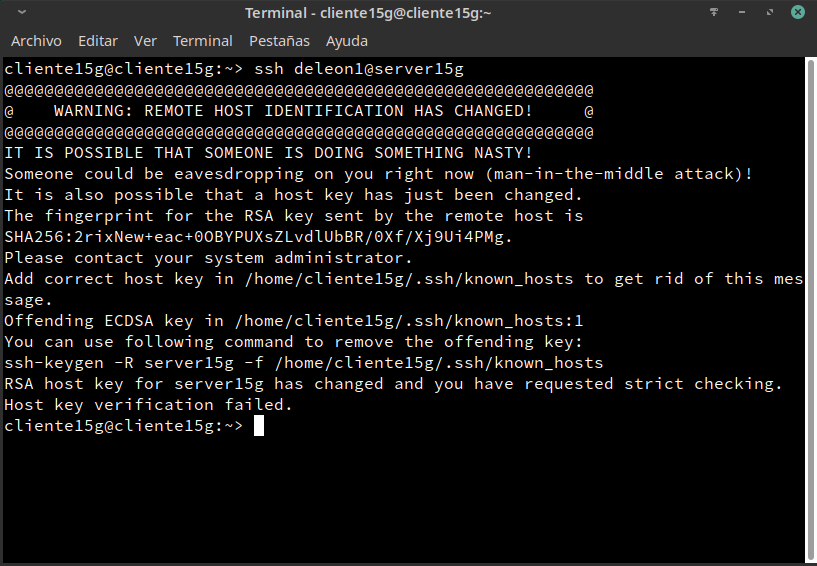 Terminal - cliente15g@cliente15g:~
Archivo Editar Ver Terminal Pestañas Ayuda
cliente15g@cliente15g:~> ssh deleon1@server15g
@@@@@@@@@@@@@@@@@@@@@@@@@@@@@@@@@@@@@@@@@@@@@@@@@@@@@@@@@@@
@    WARNING: REMOTE HOST IDENTIFICATION HAS CHANGED!     @
@@@@@@@@@@@@@@@@@@@@@@@@@@@@@@@@@@@@@@@@@@@@@@@@@@@@@@@@@@@
IT IS POSSIBLE THAT SOMEONE IS DOING SOMETHING NASTY!
Someone could be eavesdropping on you right now (man-in-the-middle attack)!
It is also possible that a host key has just been changed.
The fingerprint for the RSA key sent by the remote host is
SHA256:2rixNew+eac+0OBYPUXsZLvdlUbBR/0Xf/Xj9Ui4PMg.
Please contact your system administrator.
Add correct host key in /home/cliente15g/.ssh/known_hosts to get rid of this mes
sage.
Offending ECDSA key in /home/cliente15g/.ssh/known_hosts:1
You can use following command to remove the offending key:
ssh-keygen -R server15g -f /home/cliente15g/.ssh/known_hosts
RSA host key for server15g has changed and you have requested strict checking.
Host key verification failed.
cliente15g@cliente15g:~>